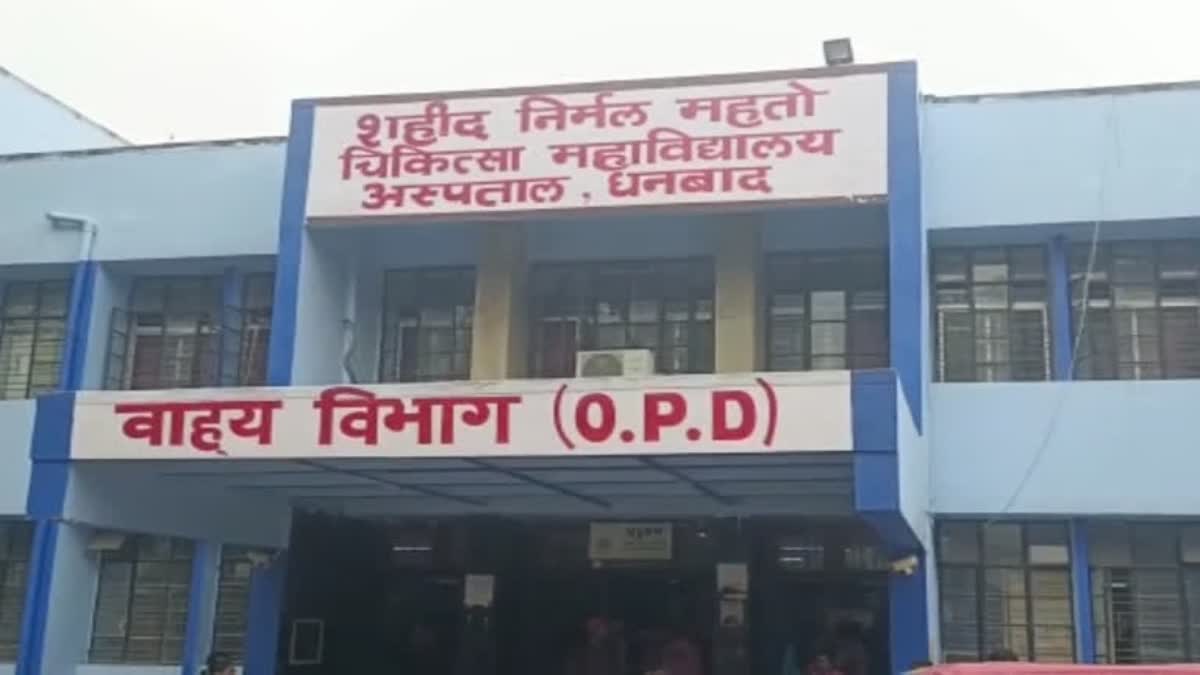 शहीद निर्मल महतो
चिकित्सा महाविद्यालय
अस्पताल , धनबाद
वाह्य विभाग (O.P.D)